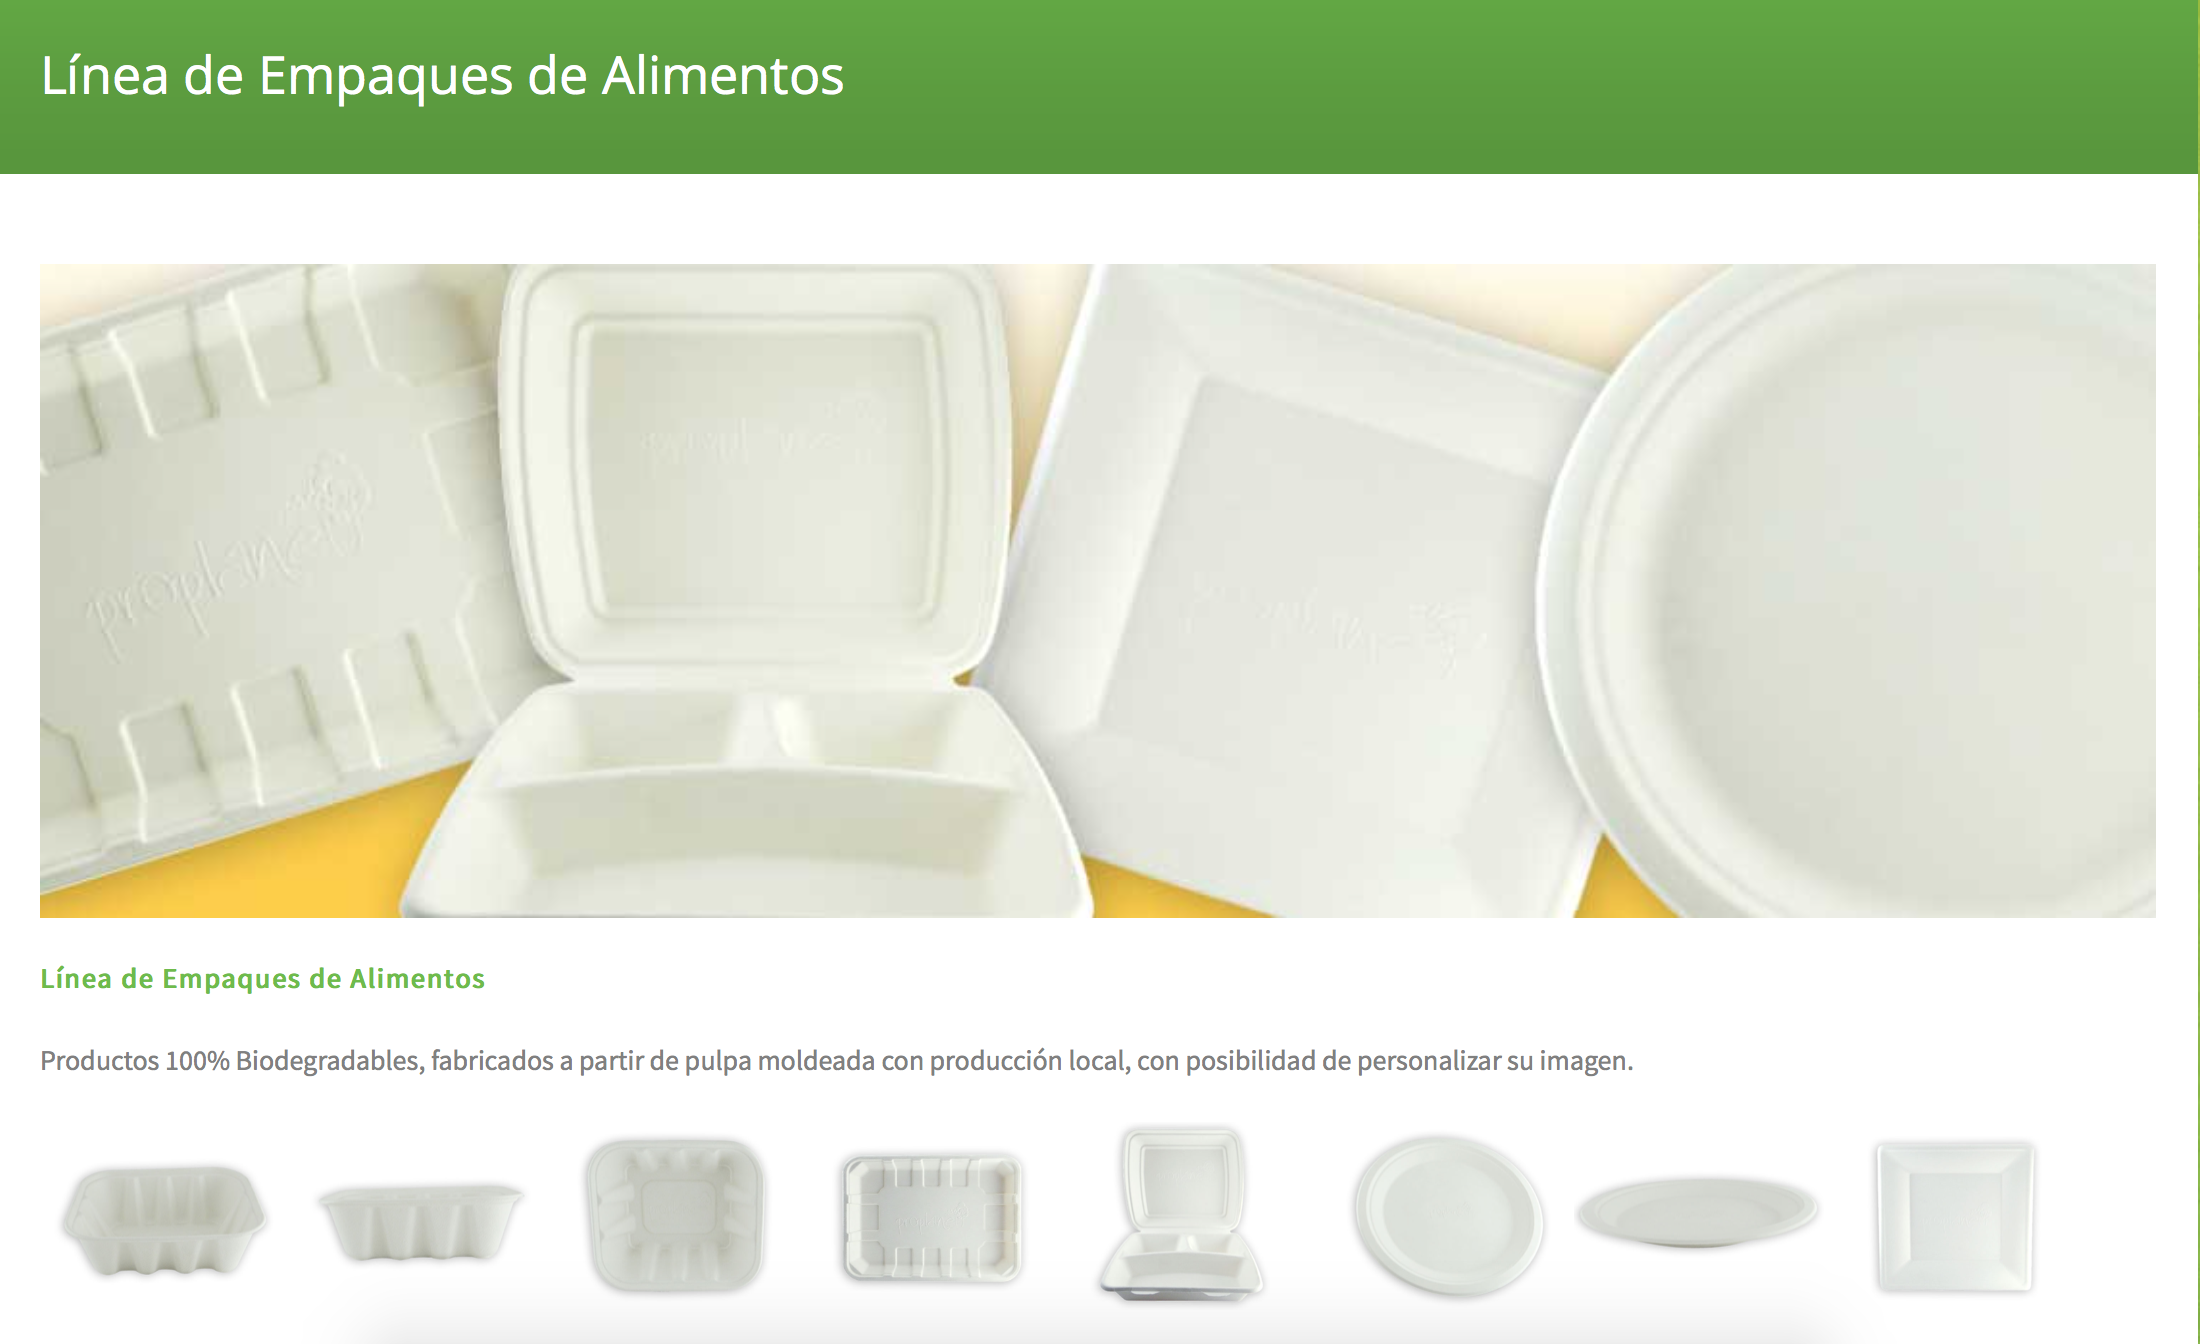 Línea de Empaques de Alimentos
Línea de Empaques de Alimentos
Productos 100% Biodegradables, fabricados a partir de pulpa moldeada con producción local, con posibilidad de personalizar su imagen.